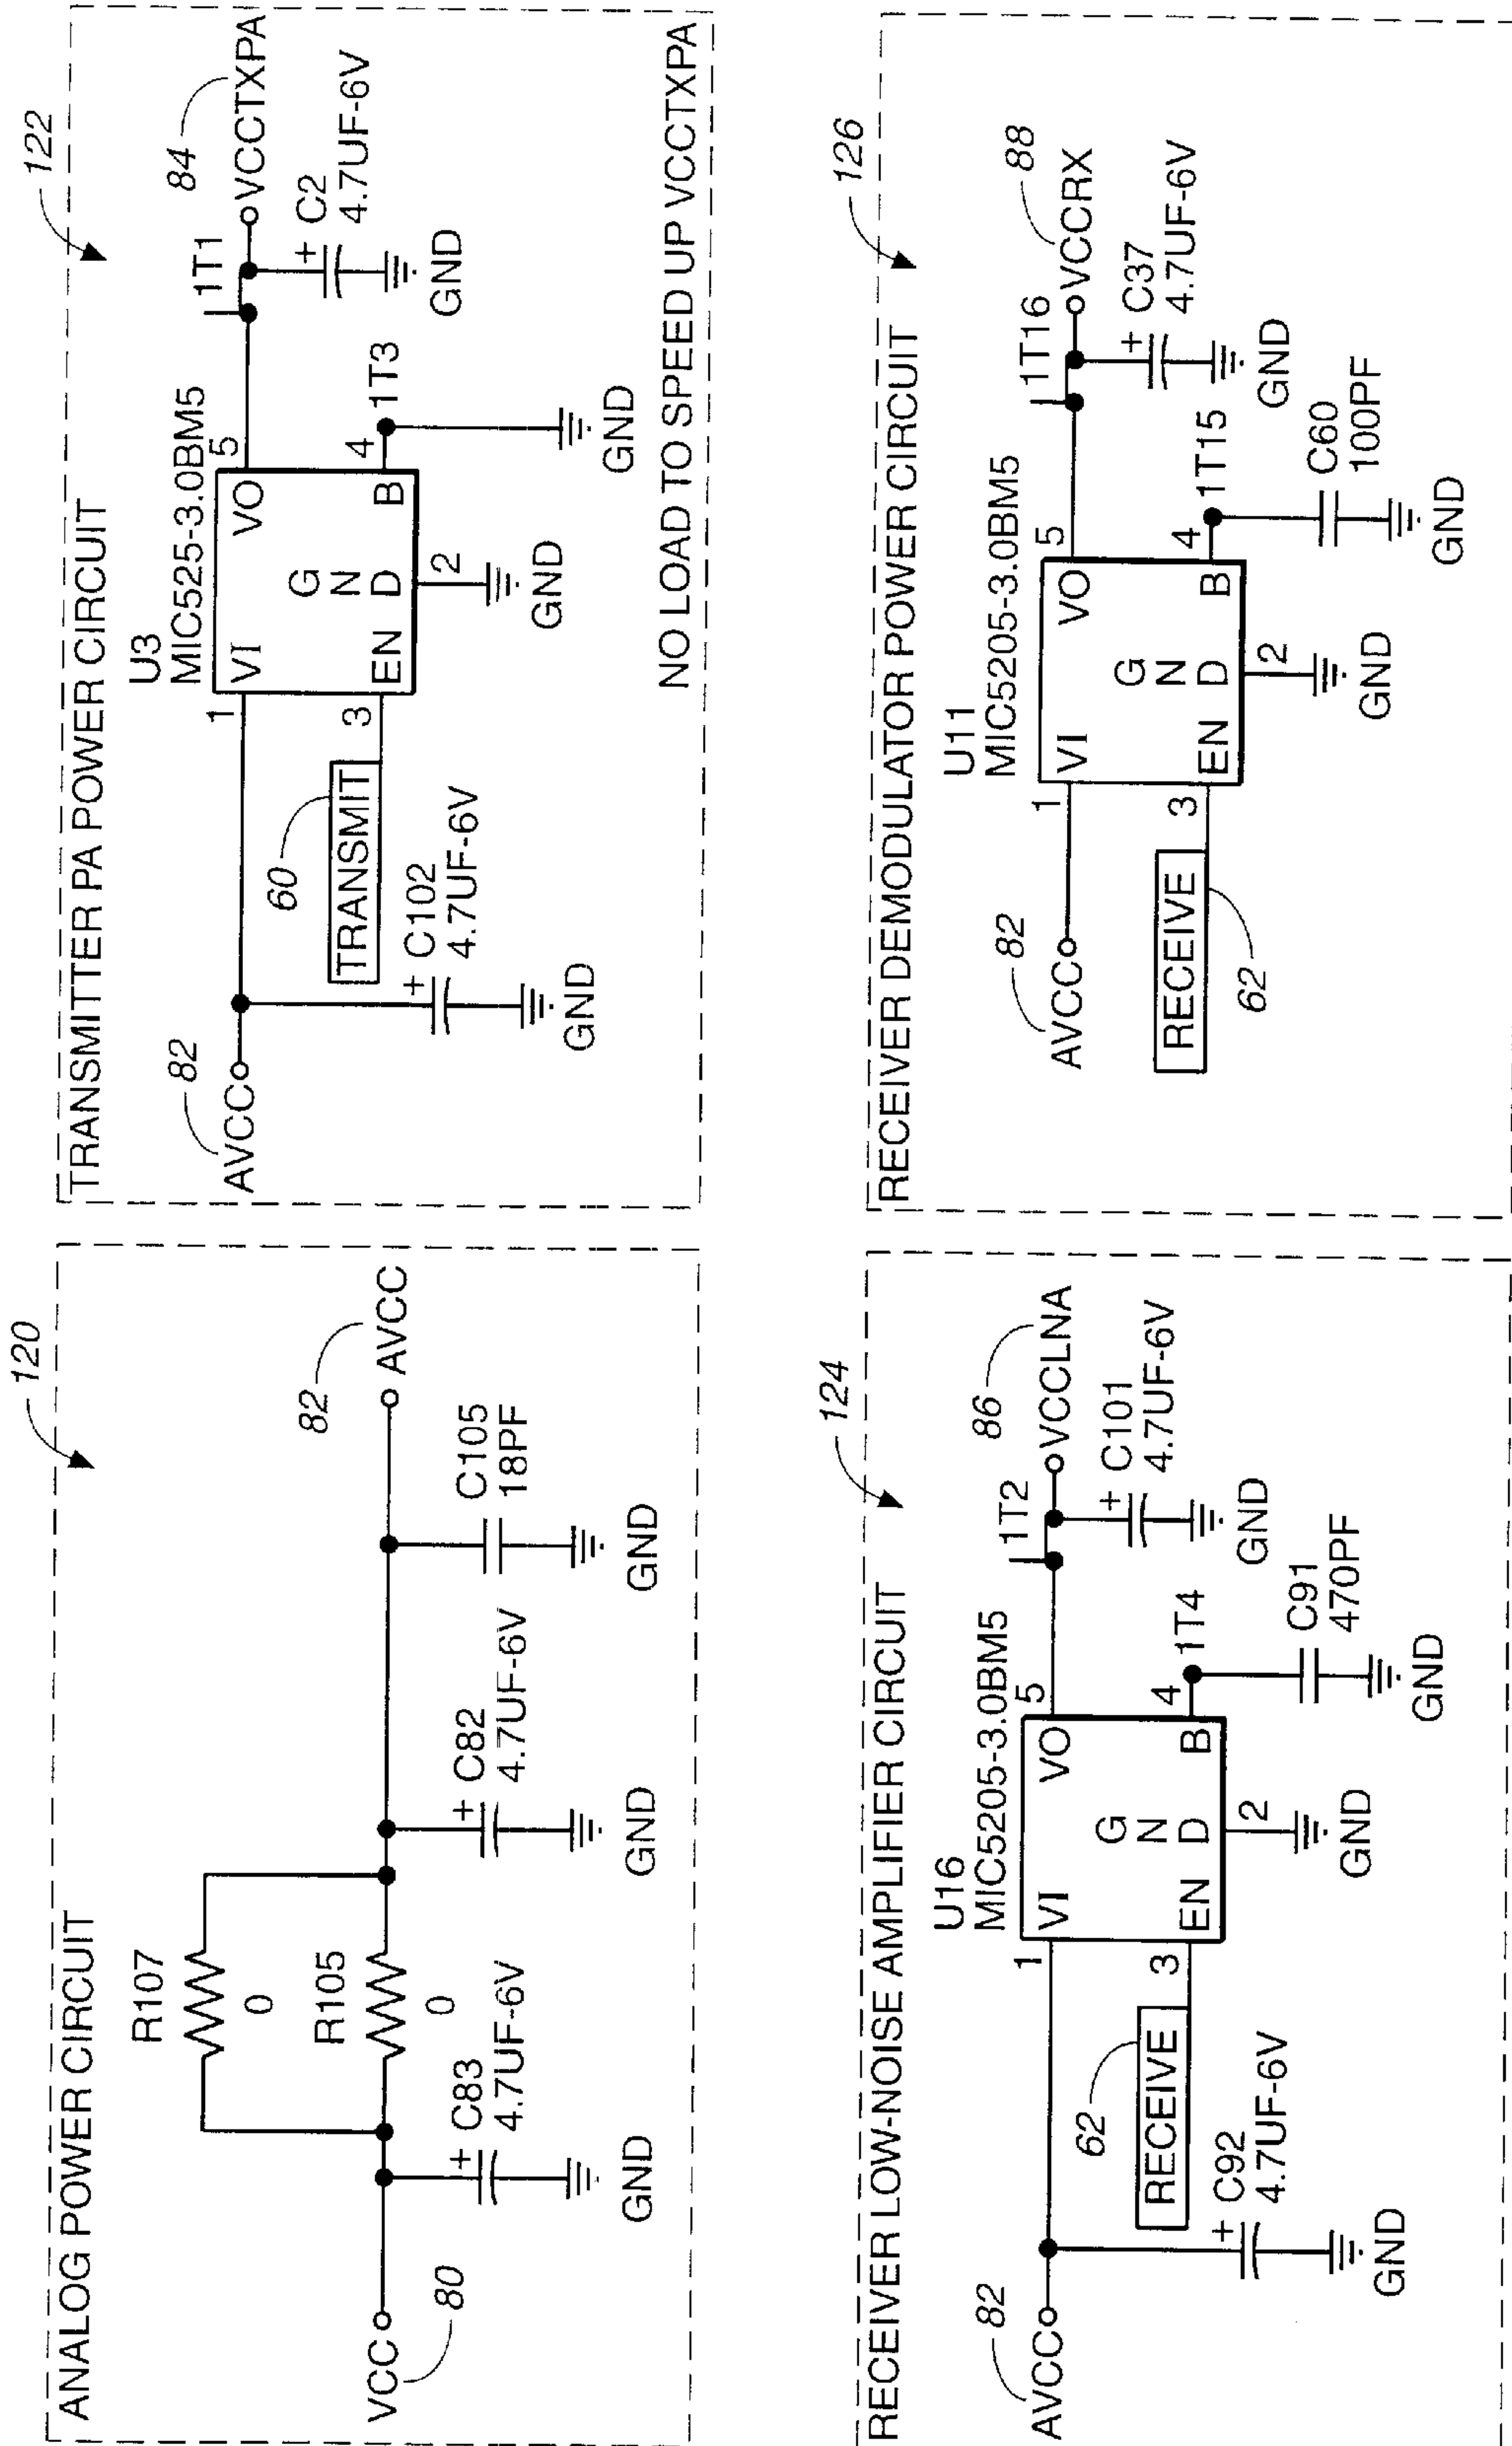 120
ANALOG POWER CIRCUIT
R107
0
R105
0
VCC
80
C83
4.7UF-6V
GND
C82
4.7UF-6V
GND
C105
18PF
GND
82
AVCC
122
TRANSMITTER PA POWER CIRCUIT
U3
MIC525-3.0BM5
82
AVCC
C102
4.7UF-6V
GND
60
TRANSMIT
1
3
VI
VO
G
N
D
EN
B
2
GND
5
4
1T3
GND
1T1
84
VCCTXPA
C2
4.7UF-6V
GND
NO LOAD TO SPEED UP VCCTXPA
124
RECEIVER LOW-NOISE AMPLIFIER CIRCUIT
U16
MIC5205-3.0BM5
82
AVCC
C92
4.7UF-6V
GND
62
RECEIVE
1
3
VI
VO
G
N
D
EN
B
2
GND
5
4
1T4
C91
470PF
GND
1T2
86
VCCLNA
C101
4.7UF-6V
GND
126
RECEIVER DEMODULATOR POWER CIRCUIT
U11
MIC5205-3.0BM5
82
AVCC
RECEIVE
62
1
3
VI
VO
G
N
D
EN
B
2
GND
5
4
1T15
C60
100PF
GND
1T16
88
VCCRX
C37
4.7UF-6V
GND